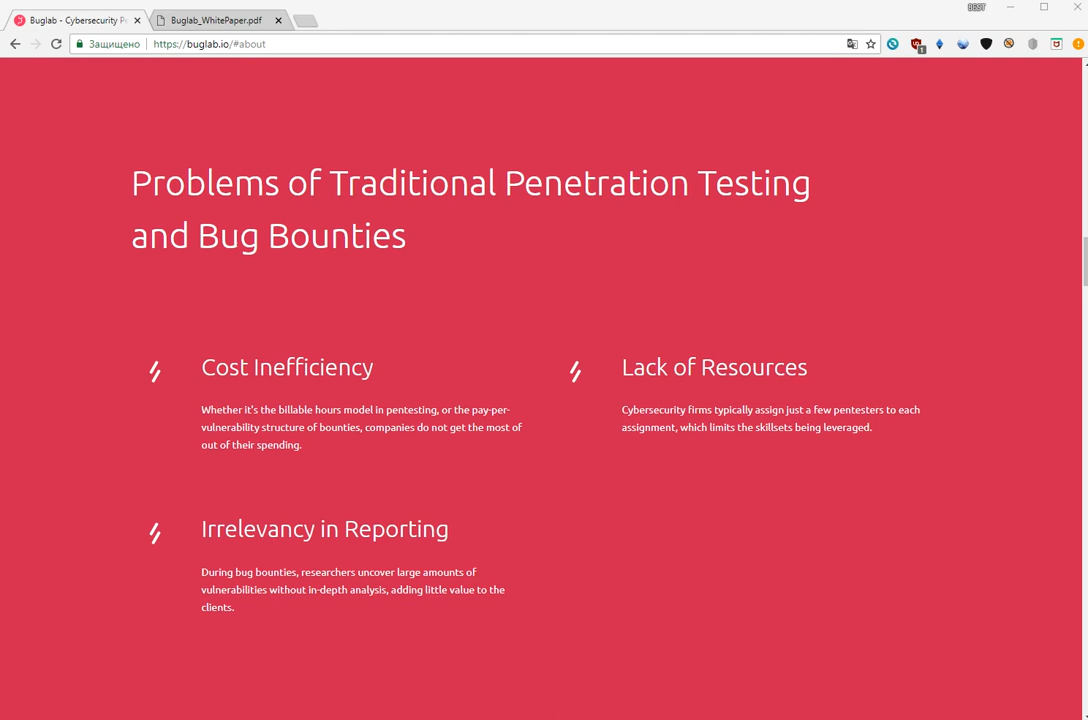 BEST
Buglab - Cybersecurity Pe
Buglab_WhitePaper.pdf
Защищено
https://buglab.io/#about
1
Problems of Traditional Penetration Testing
and Bug Bounties
Cost Inefficiency
Lack of Resources
Whether it's the billable hours model in pentesting, or the pay-per-
vulnerability structure of bounties, companies do not get the most of
out of their spending.
Cybersecurity firms typically assign just a few pentesters to each
assignment, which limits the skillsets being leveraged.
Irrelevancy in Reporting
During bug bounties, researchers uncover large amounts of
vulnerabilities without in-depth analysis, adding little value to the
clients.